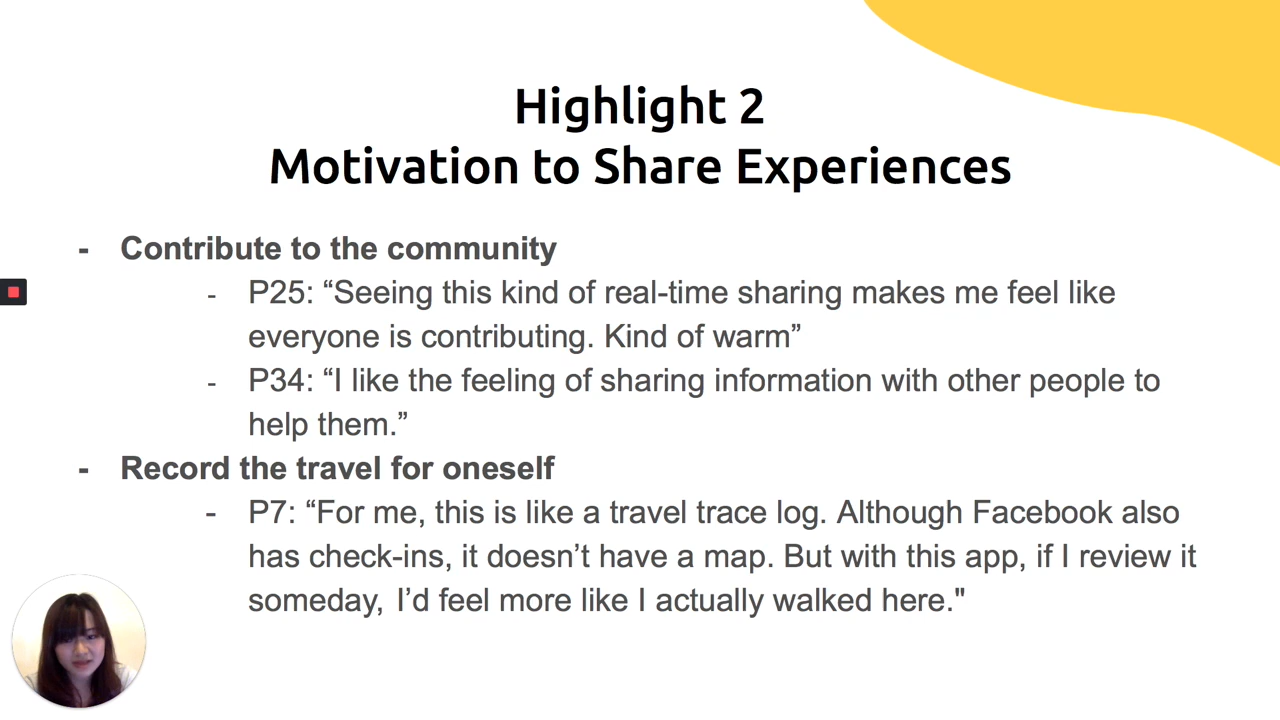 Highlight 2
Motivation to Share Experiences
- Contribute to the community
- P25: “Seeing this kind of real-time sharing makes me feel like
everyone is contributing. Kind of warm”
- P34: “I like the feeling of sharing information with other people to
help them.”
- Record the travel for oneself
- P7: “For me, this is like a travel trace log. Although Facebook also
has check-ins, it doesn’t have a map. But with this app, if I review it
someday, I’d feel more like I actually walked here."